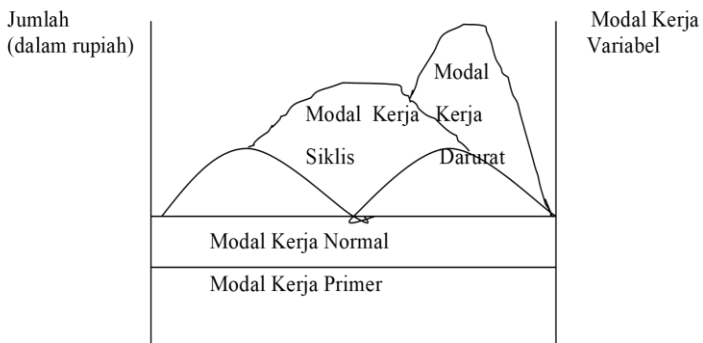 Jumlah
(dalam rupiah)
Modal Kerja
Variabel
Modal
Modal Kerja Kerja
Siklis Darurat
Modal Kerja Normal
Modal Kerja Primer